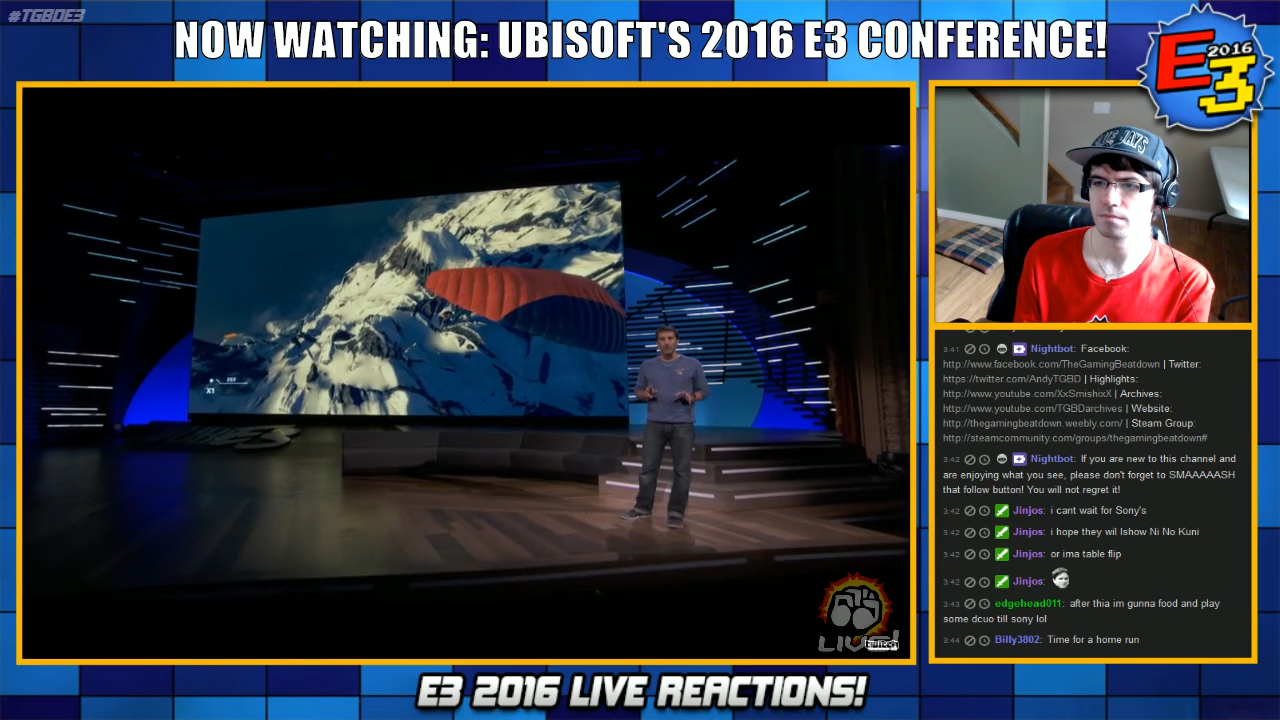 #TGBDE3
NOW WATCHING: UBISOFT'S 2016 E3 CONFERENCE!
E3
2016
X1
LIVE!
twitch
3:41 Nightbot: Facebook:
http://www.facebook.com/TheGamingBeatdown | Twitter:
https://twitter.com/AndyTGBD | Highlights:
http://www.youtube.com/XxSmishixX | Archives:
http://www.youtube.com/TGBDarchives | Website:
http://thegamingbeatdown.weebly.com/ | Steam Group:
http://steamcommunity.com/groups/thegamingbeatdown#
3:42 Nightbot: If you are new to this channel and
are enjoying what you see, please don't forget to SMAAAAASH
that follow button! You will not regret it!
3:42 Jinjos: i cant wait for Sony's
3:42 Jinjos: i hope they wil lshow Ni No Kuni
3:42 Jinjos: or ima table flip
3:42 Jinjos:
3:43 edgehead011: after thia im gunna food and play
some dcuo till sony lol
3:44 Billy3802: Time for a home run
E3 2016 LIVE REACTIONS!